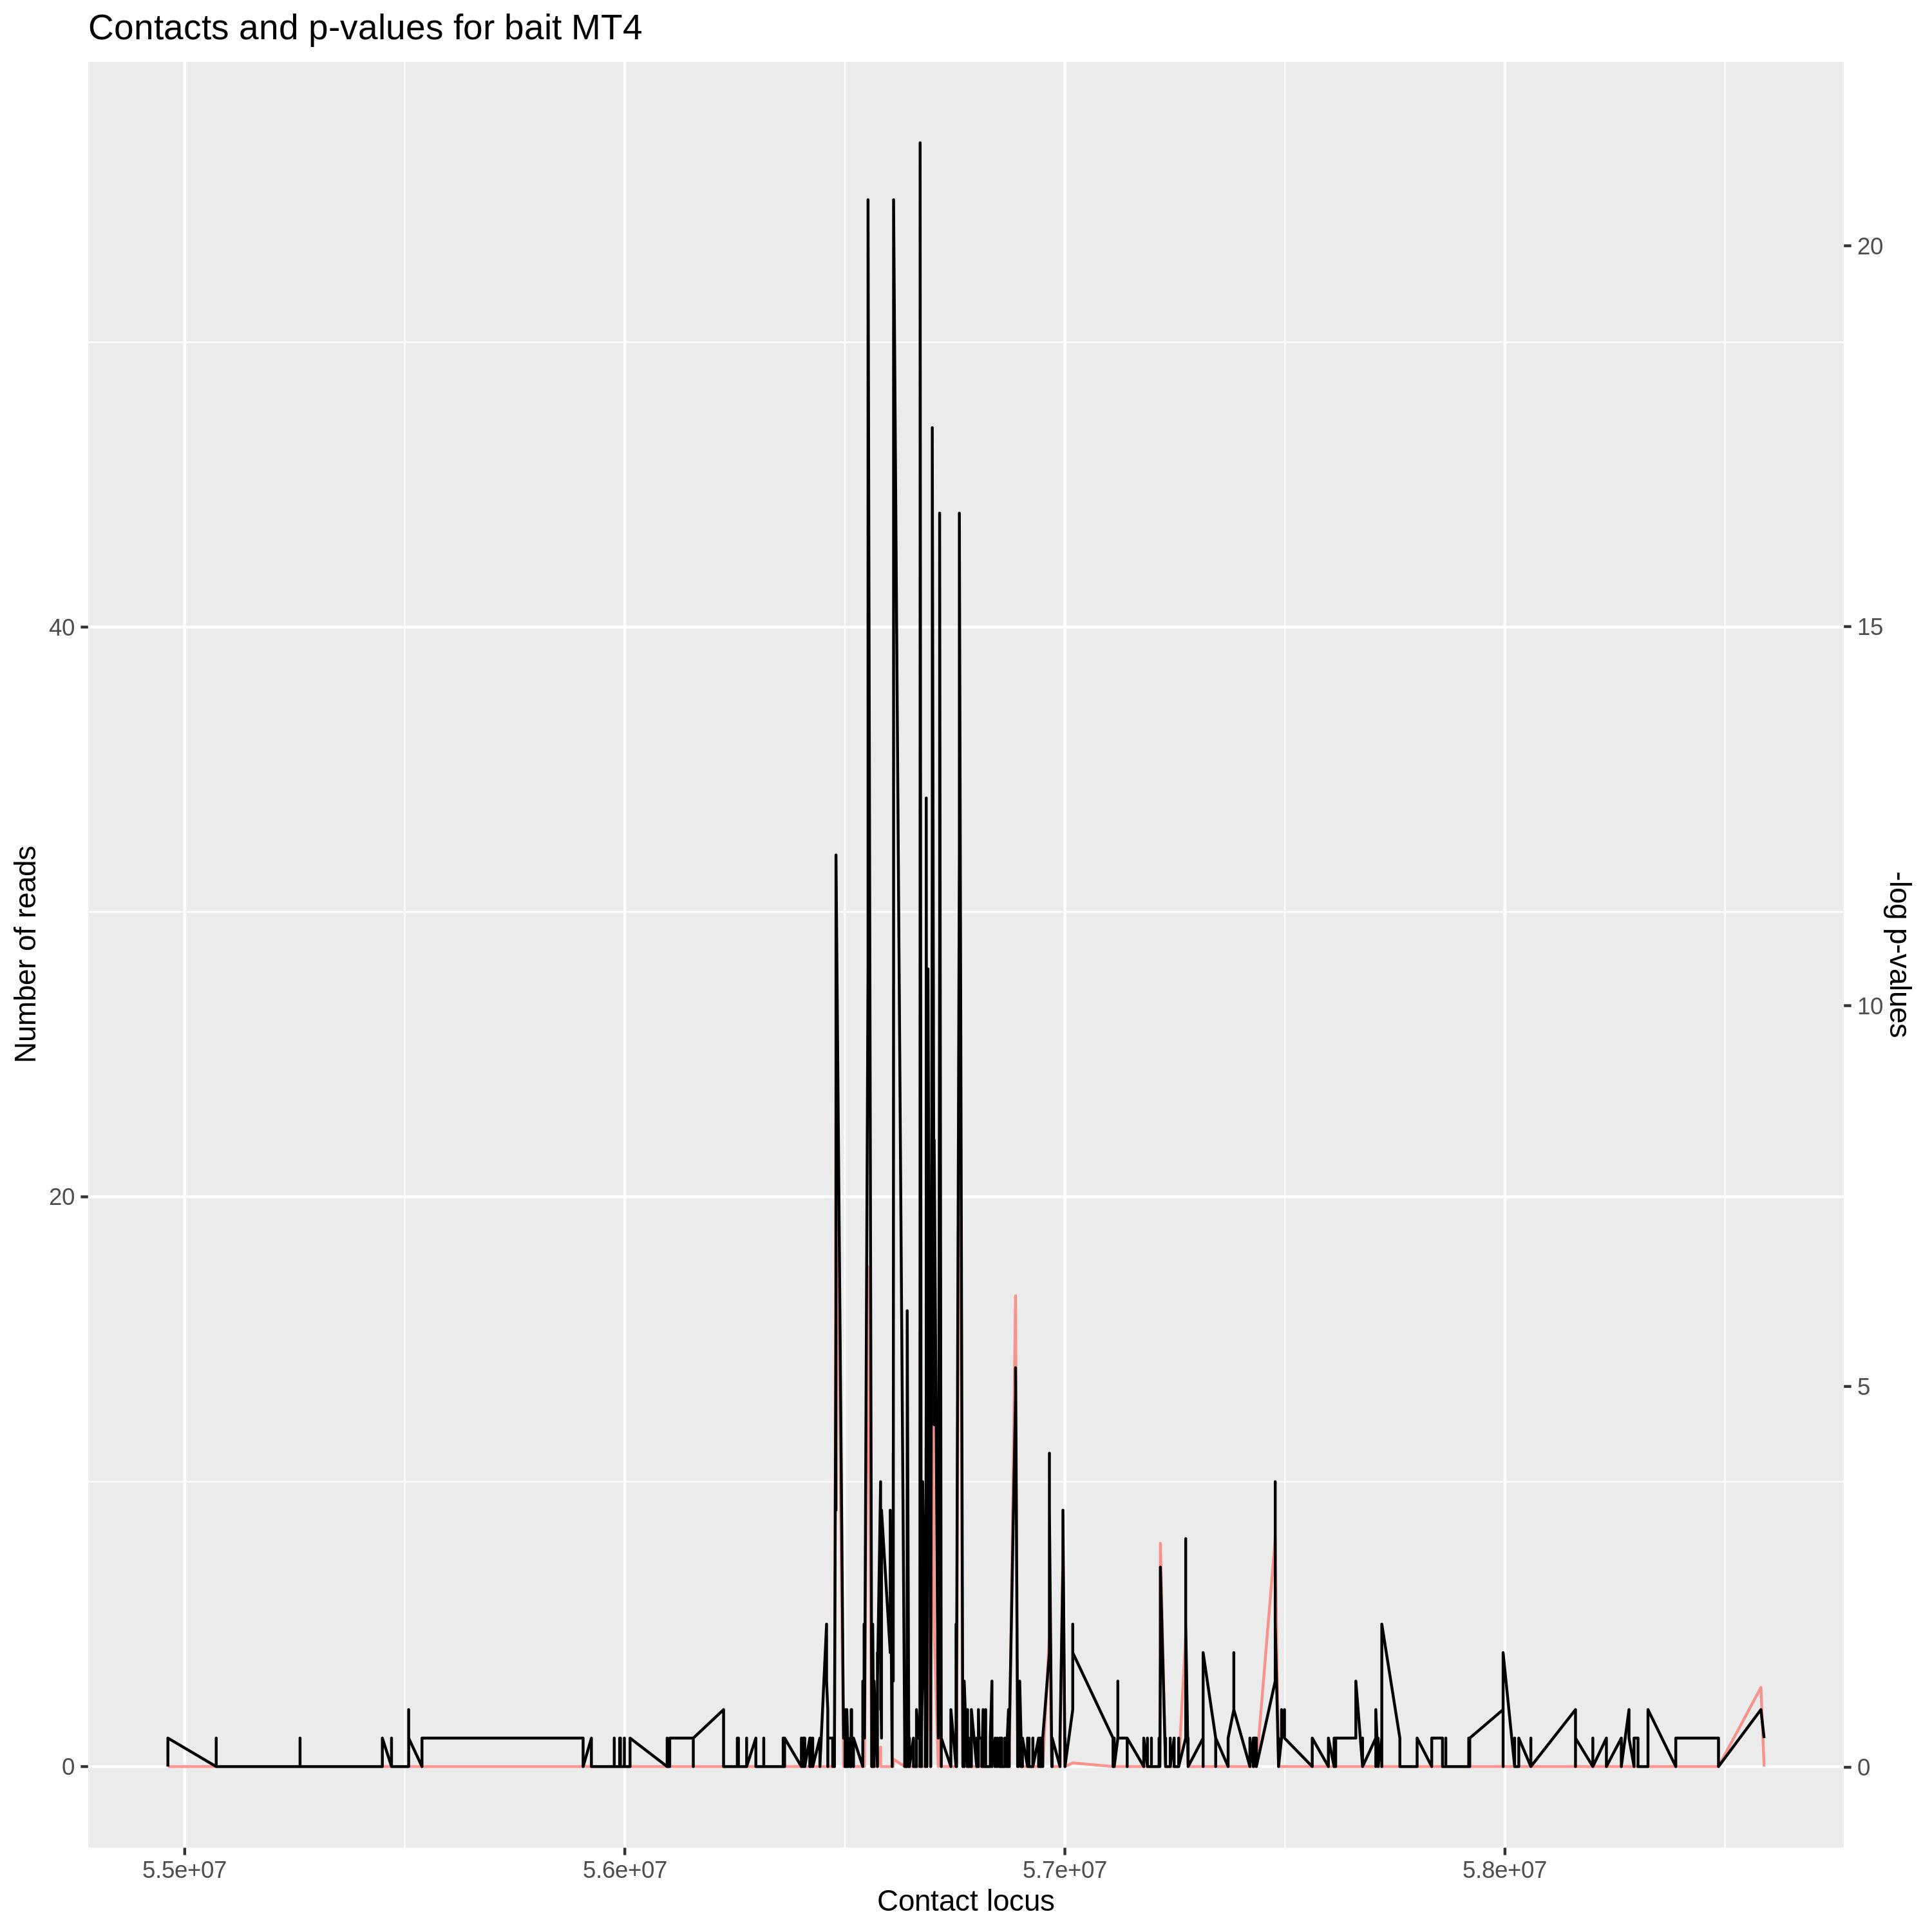 Contacts and p-values for bait MT4
Number of reads
40
20
0
20
15
10
5
0
-log p-values
5.5e+07
5.6e+07
5.7e+07
5.8e+07
Contact locus